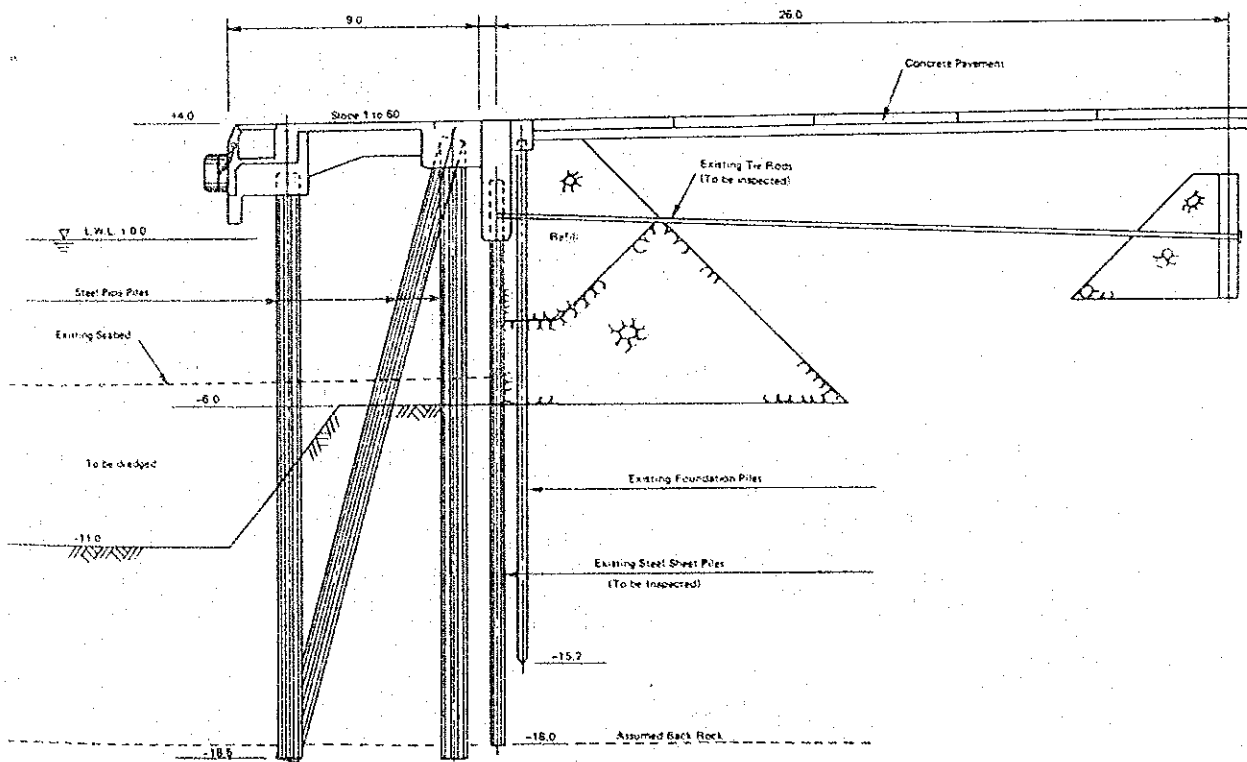 9.0
26.0
Concrete Pavement
+4.0
Slope 1 to 60
Existing Tie Rods
(To be inspected)
L.W.L. ±0.0
Refill
Steel Pipe Piles
Existing Seabed
-6.0
To be dredged
Existing Foundation Piles
-11.0
Existing Steel Sheet Piles
(To be Inspected)
-15.2
-18.0
Assumed Back Rock
-18.5